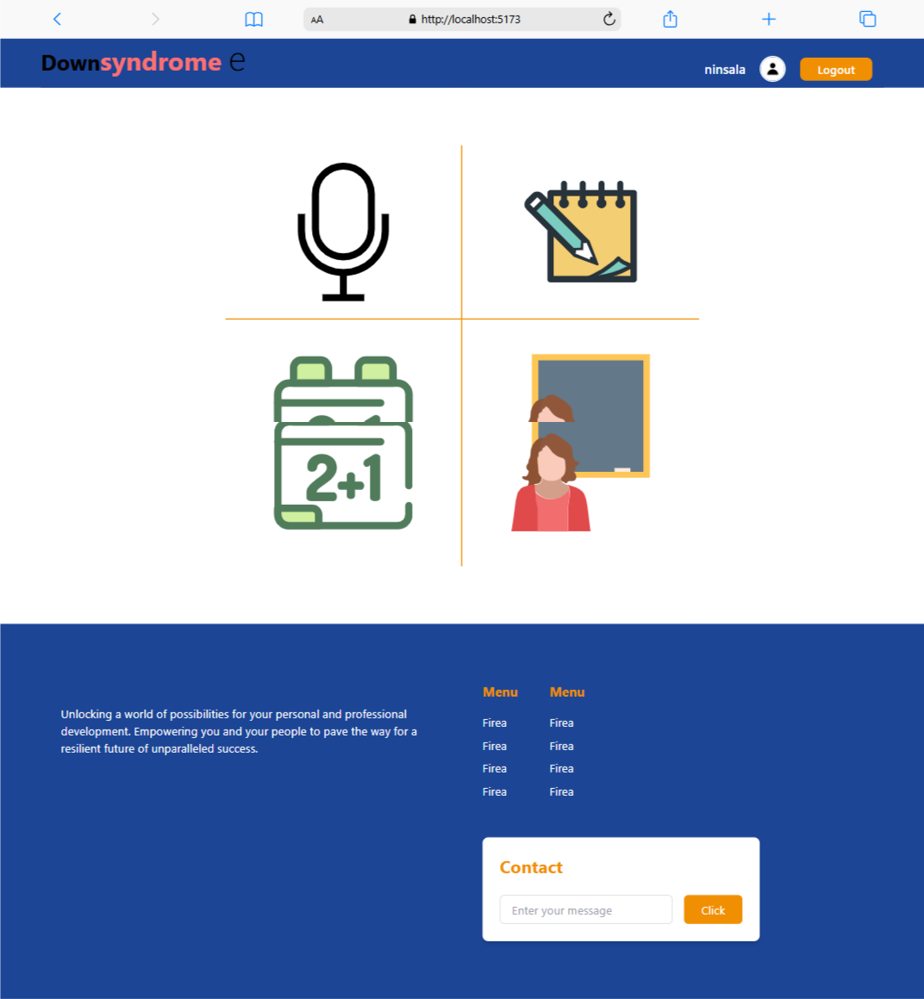 AA
http://localhost:5173
Downsyndrome e
ninsala
Logout
2+1
Unlocking a world of possibilities for your personal and professional
development. Empowering you and your people to pave the way for a
resilient future of unparalleled success.
Menu Menu
Firea Firea
Firea Firea
Firea Firea
Firea Firea
Contact
Enter your message
Click